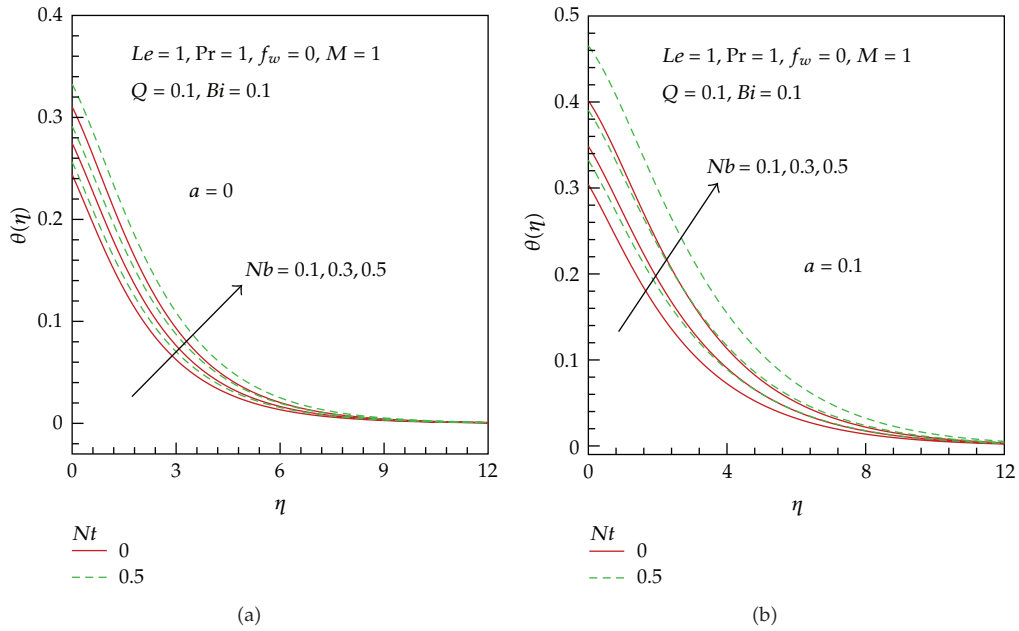 0.4
0.3
0.2
0.1
0
θ(η)
Le = 1, Pr = 1, f_w = 0, M = 1
Q = 0.1, Bi = 0.1
a = 0
Nb = 0.1, 0.3, 0.5
0 3 6 9 12
η
Nt
0
0.5
(a)
0.5
0.4
0.3
0.2
0.1
0
θ(η)
Le = 1, Pr = 1, f_w = 0, M = 1
Q = 0.1, Bi = 0.1
Nb = 0.1, 0.3, 0.5
a = 0.1
0 4 8 12
η
Nt
0
0.5
(b)